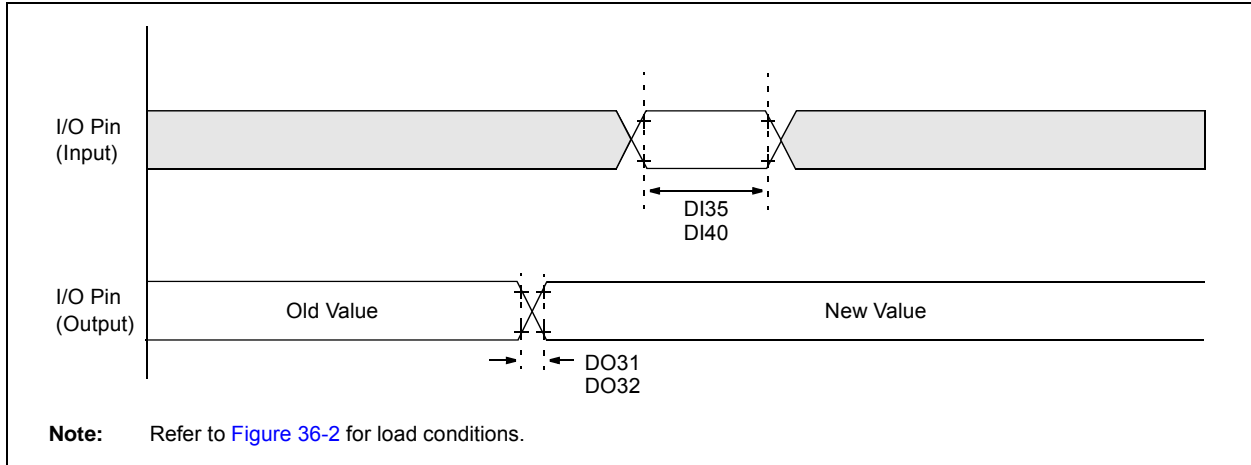 I/O Pin
(Input)
DI35
DI40
I/O Pin
(Output)
Old Value
New Value
DO31
DO32
Note: Refer to Figure 36-2 for load conditions.